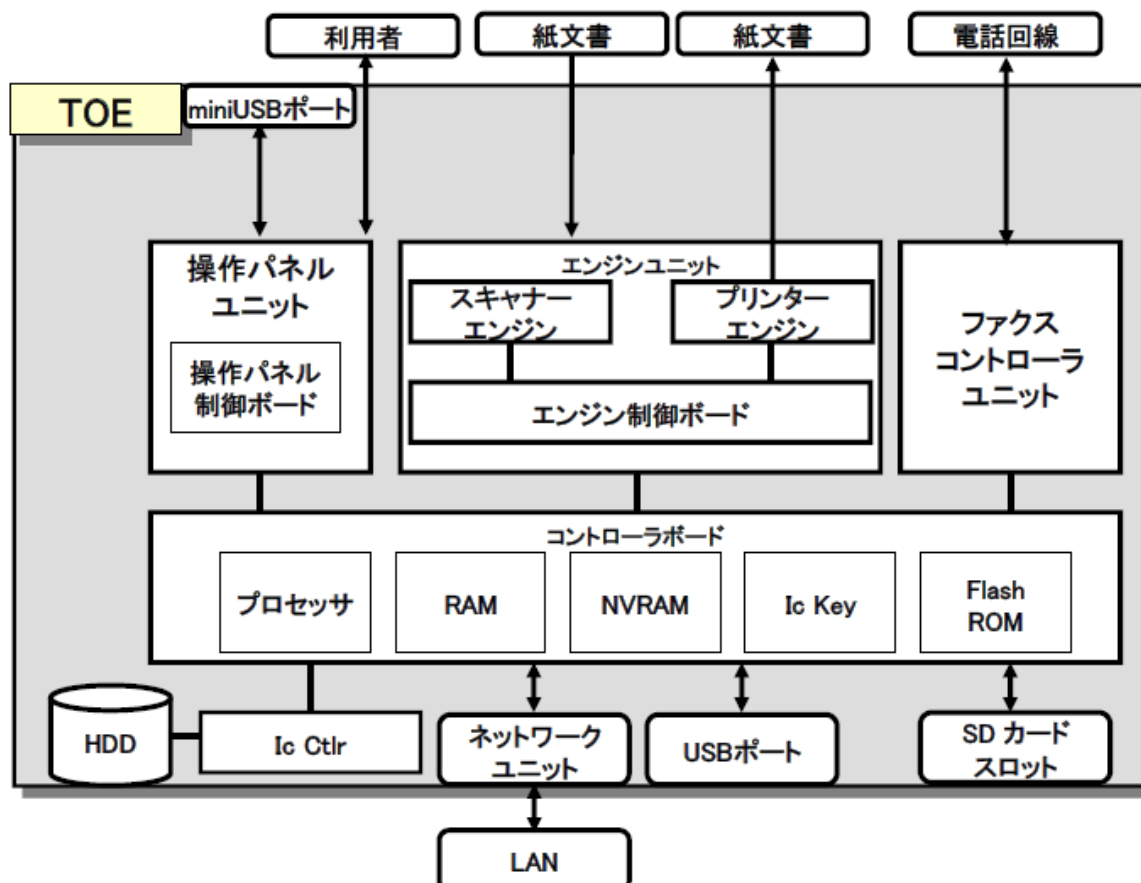 利用者
紙文書
紙文書
電話回線
TOE
miniUSBポート
操作パネル
ユニット
操作パネル
制御ボード
エンジンユニット
スキャナー
エンジン
プリンター
エンジン
エンジン制御ボード
ファクス
コントローラ
ユニット
コントローラボード
プロセッサ
RAM
NVRAM
Ic Key
Flash
ROM
HDD
Ic Ctlr
ネットワーク
ユニット
USBポート
SD カード
スロット
LAN